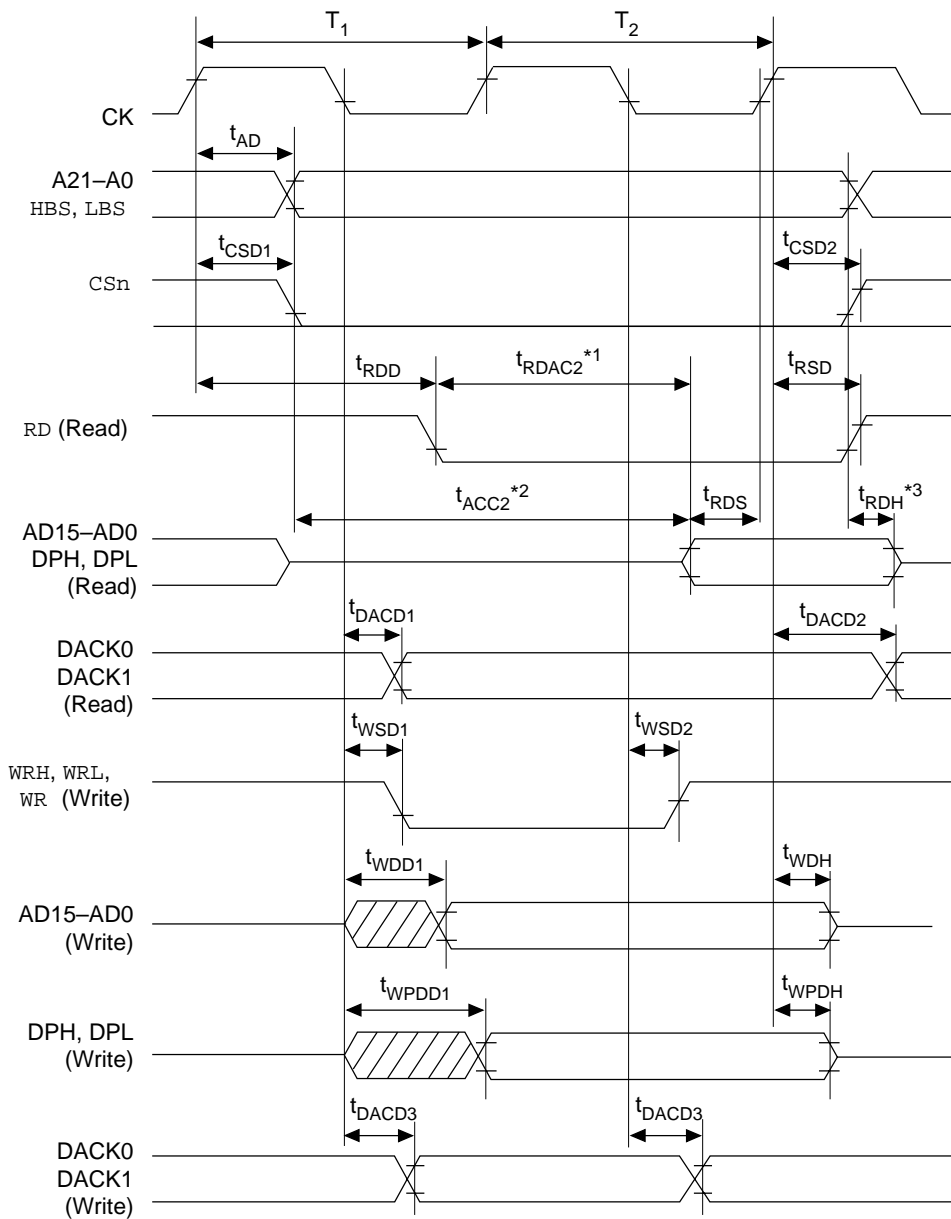 T1 T2
CK
tAD
A21–A0
HBS, LBS
tCSD1 tCSD2
CSn
tRDD tRDAC2*1 tRSD
RD (Read)
tACC2*2 tRDS tRDH*3
AD15–AD0
DPH, DPL
(Read)
tDACD1 tDACD2
DACK0
DACK1
(Read)
tWSD1 tWSD2
WRH, WRL,
WR (Write)
tWDD1 tWDH
AD15–AD0
(Write)
tWPDD1 tWPDH
DPH, DPL
(Write)
tDACD3 tDACD3
DACK0
DACK1
(Write)